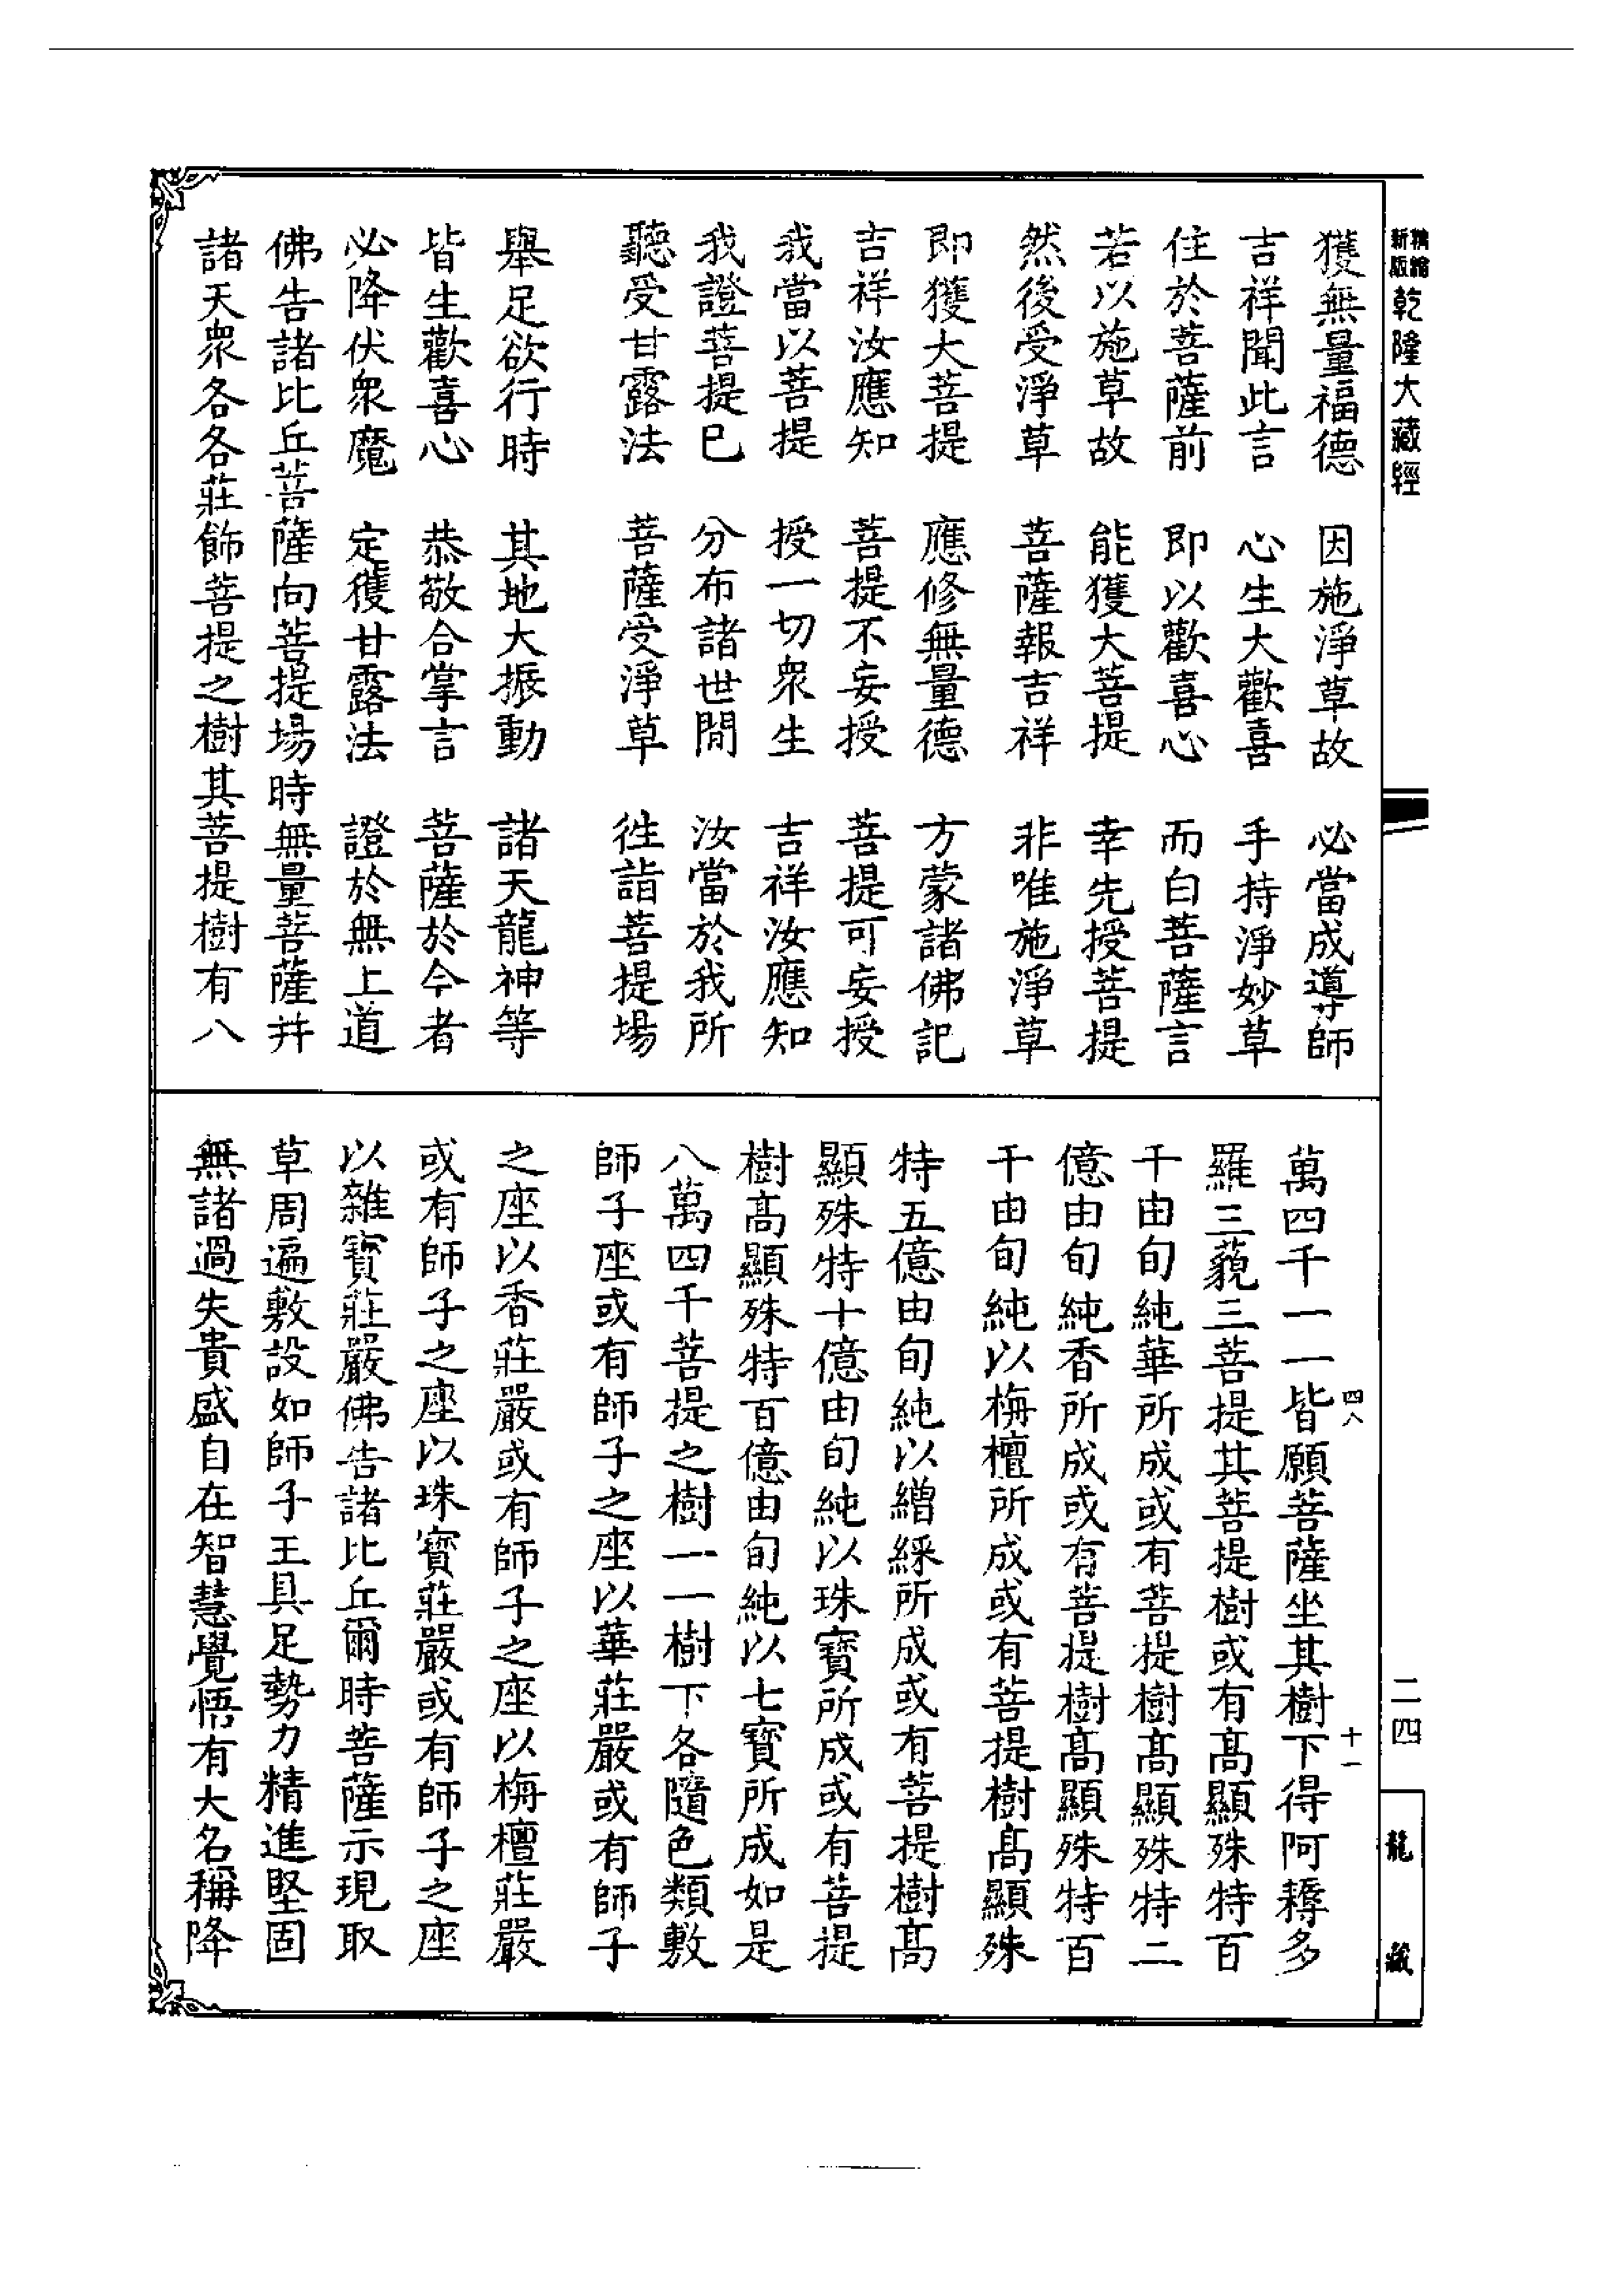 精縮新版乾隆大藏經
獲無量福德　因施淨草故　必當成導師
吉祥聞此言　心生大歡喜　手持淨妙草
住於菩薩前　即以歡喜心　而白菩薩言
若以施草故　能獲大菩提　幸先授菩提
然後受淨草　菩薩報吉祥　非唯施淨草
即獲大菩提　應修無量德　方蒙諸佛記
吉祥汝應知　菩提不妄授　菩提可妄授
我當以菩提　授一切眾生　吉祥汝應知
我證菩提已　分布諸世間　汝當於我所
聽受甘露法　菩薩受淨草　往詣菩提場
舉足欲行時　其地大振動　諸天龍神等
皆生歡喜心　恭敬合掌言　菩薩於今者
必降伏眾魔　定獲甘露法　證於無上道
佛告諸比丘菩薩向菩提場時無量菩薩并
諸天眾各各莊飾菩提之樹其菩提樹有八
四八
十一
萬四千一一皆願菩薩坐其樹下得阿耨多
羅三藐三菩提其菩提樹或有髙顯殊特百
千由旬純華所成或有菩提樹髙顯殊特二
億由旬純香所成或有菩提樹髙顯殊特百
千由旬純以栴檀所成或有菩提樹髙顯殊
特五億由旬純以繒綵所成或有菩提樹髙
顯殊特十億由旬純以珠寶所成或有菩提
樹髙顯殊特百億由旬純以七寳所成如是
八萬四千菩提之樹一一樹下各隨色類敷
師子座或有師子之座以華莊嚴或有師子
之座以香莊嚴或有師子之座以栴檀莊嚴
或有師子之座以珠寳莊嚴或有師子之座
以雜寳莊嚴佛告諸比丘爾時菩薩示現取
草周遍敷設如師子王具足勢力精進堅固
無諸過失貴盛自在智慧覺悟有大名稱降
二四
龍藏